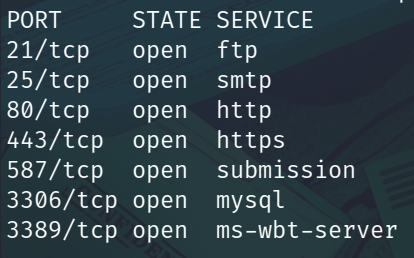 PORT STATE SERVICE
21/tcp open ftp
25/tcp open smtp
80/tcp open http
443/tcp open https
587/tcp open submission
3306/tcp open mysql
3389/tcp open ms-wbt-server